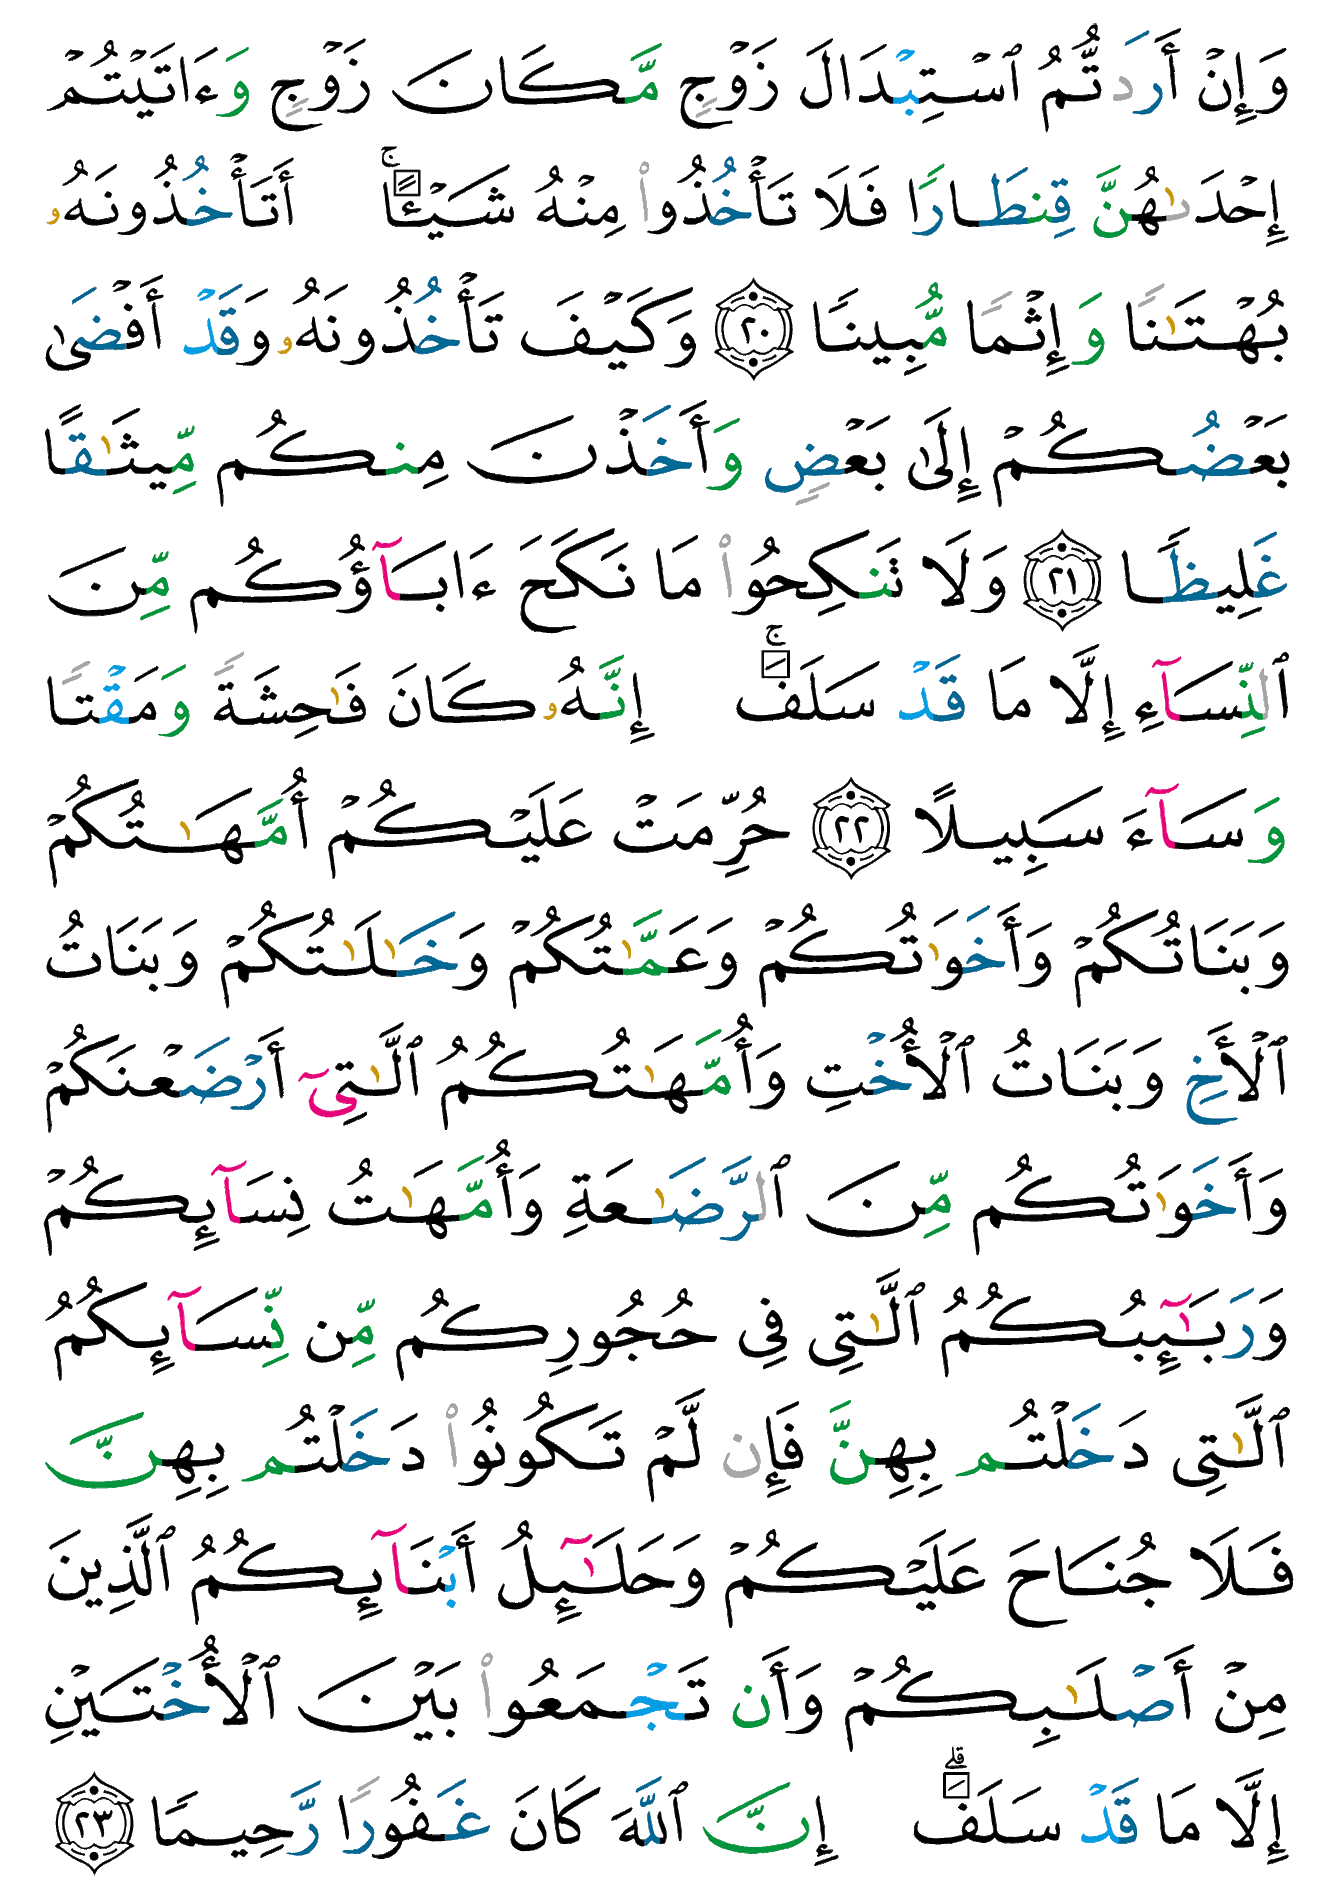 وَإِنْ أَرَدتُّمُ ٱسْتِبْدَالَ زَوْجٍ مَّكَانَ زَوْجٍ وَءَاتَيْتُمْ
إِحْدَىٰهُنَّ قِنطَارًا فَلَا تَأْخُذُوا۟ مِنْهُ شَيْـًٔا ۚ أَتَأْخُذُونَهُۥ
بُهْتَـٰنًا وَإِثْمًا مُّبِينًا ٢٠ وَكَيْفَ تَأْخُذُونَهُۥ وَقَدْ أَفْضَىٰ
بَعْضُكُمْ إِلَىٰ بَعْضٍ وَأَخَذْنَ مِنكُم مِّيثَـٰقًا
غَلِيظًا ٢١ وَلَا تَنكِحُوا۟ مَا نَكَحَ ءَابَآؤُكُم مِّنَ
ٱلنِّسَآءِ إِلَّا مَا قَدْ سَلَفَ ۚ إِنَّهُۥ كَانَ فَـٰحِشَةً وَمَقْتًا
وَسَآءَ سَبِيلًا ٢٢ حُرِّمَتْ عَلَيْكُمْ أُمَّهَـٰتُكُمْ
وَبَنَاتُكُمْ وَأَخَوَٰتُكُمْ وَعَمَّـٰتُكُمْ وَخَـٰلَـٰتُكُمْ وَبَنَاتُ
ٱلْأَخِ وَبَنَاتُ ٱلْأُخْتِ وَأُمَّهَـٰتُكُمُ ٱلَّـٰتِىٓ أَرْضَعْنَكُمْ
وَأَخَوَٰتُكُم مِّنَ ٱلرَّضَـٰعَةِ وَأُمَّهَـٰتُ نِسَآئِكُمْ
وَرَبَـٰٓئِبُكُمُ ٱلَّـٰتِى فِى حُجُورِكُم مِّن نِّسَآئِكُمُ
ٱلَّـٰتِى دَخَلْتُم بِهِنَّ فَإِن لَّمْ تَكُونُوا۟ دَخَلْتُم بِهِنَّ
فَلَا جُنَاحَ عَلَيْكُمْ وَحَلَـٰٓئِلُ أَبْنَآئِكُمُ ٱلَّذِينَ
مِنْ أَصْلَـٰبِكُمْ وَأَن تَجْمَعُوا۟ بَيْنَ ٱلْأُخْتَيْنِ
إِلَّا مَا قَدْ سَلَفَ ۗ إِنَّ ٱللَّهَ كَانَ غَفُورًا رَّحِيمًا ٢٣